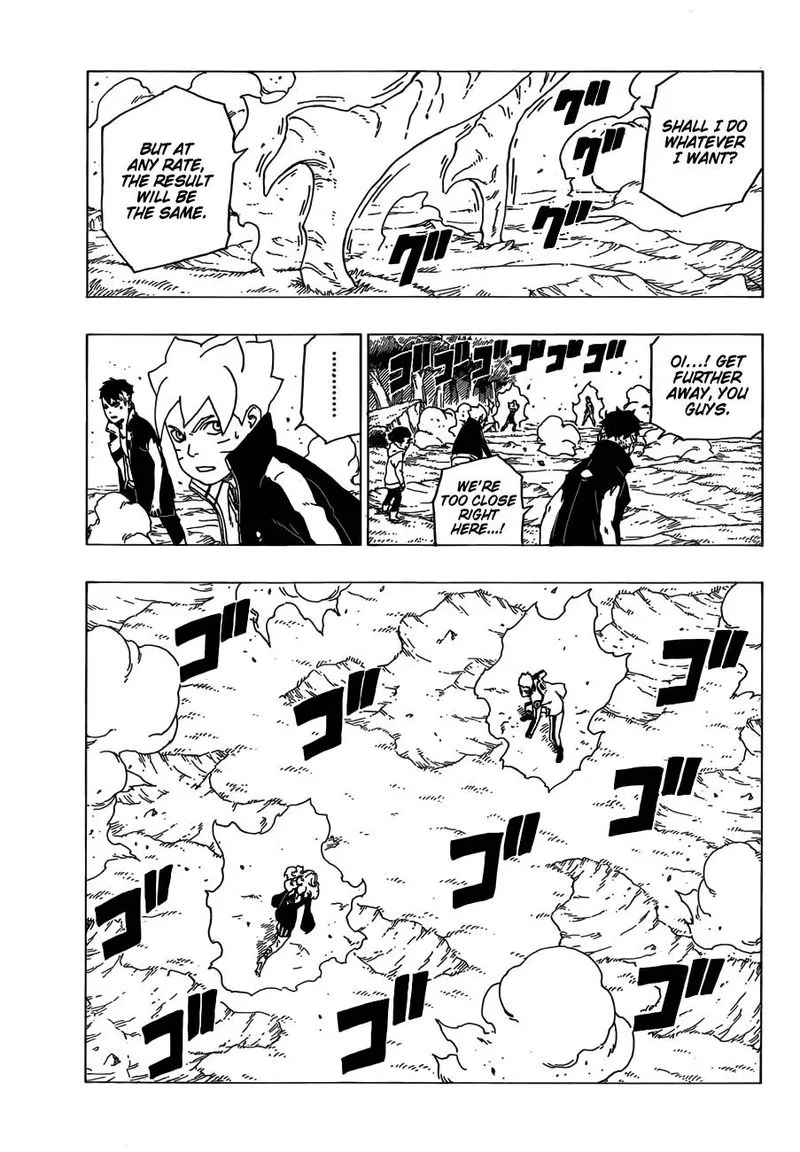 SHALL I DO
WHATEVER
I WANT?
グ
グ
グ
グ
BUT AT
ANY RATE,
THE RESULT
WILL BE
THE SAME.
OI...! GET
FURTHER
AWAY, YOU
GUYS.
ゴゴゴゴゴゴ
WE'RE
TOO CLOSE
RIGHT
HERE...!
..........
ゴ
ゴ
ゴ
ゴ
ゴ
ゴ
ゴ
ゴ
ゴ